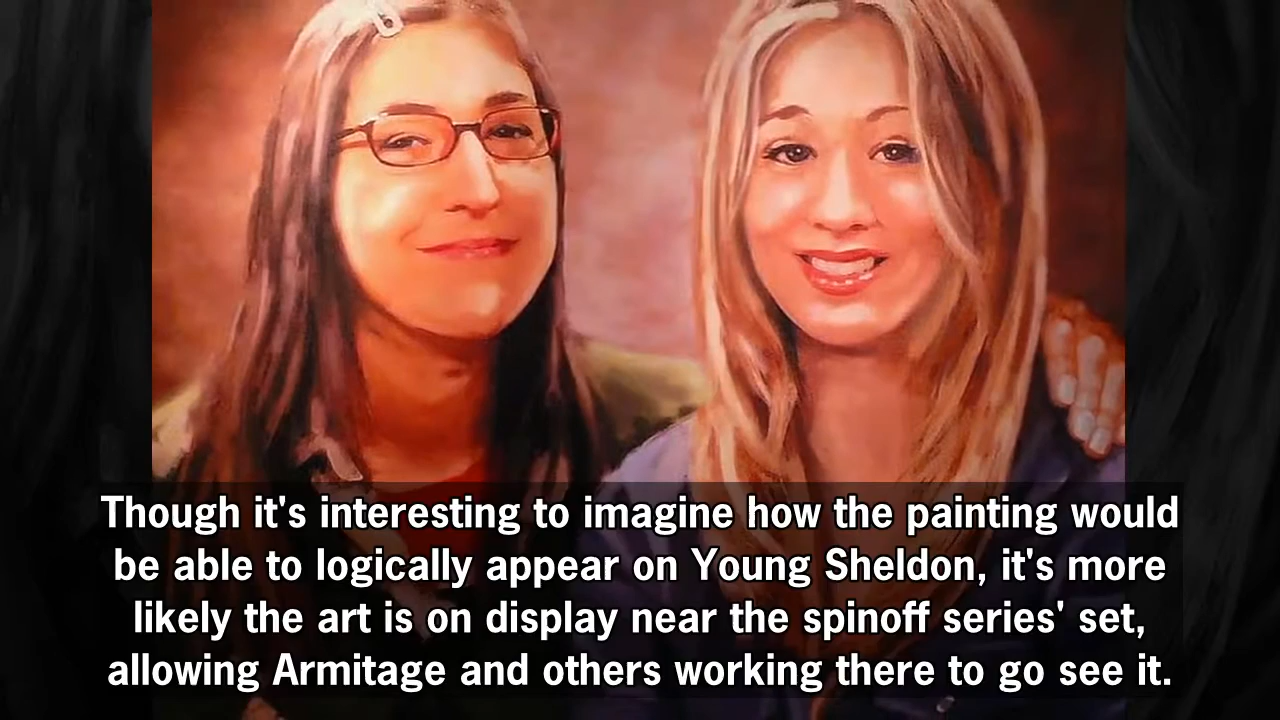 Though it's interesting to imagine how the painting would
be able to logically appear on Young Sheldon, it's more
likely the art is on display near the spinoff series' set,
allowing Armitage and others working there to go see it.